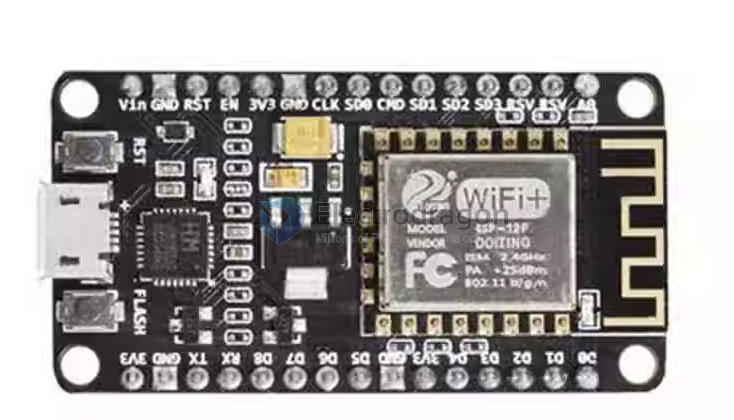 Vin GND RST EN 3V3 GND CLK SD0 CMD SD1 SD2 SD3 RSV RSV A0
RST
WiFi+
Electrodragon
MODEL ESP-12F
VENDOR DOITING
FC
ISM 2.4GHz
PA +25dBm
802.11 b/g/n
FLASH
3V3 GND TX RX D8 D7 D6 D5 GND 3V3 D4 D3 D2 D1 D0